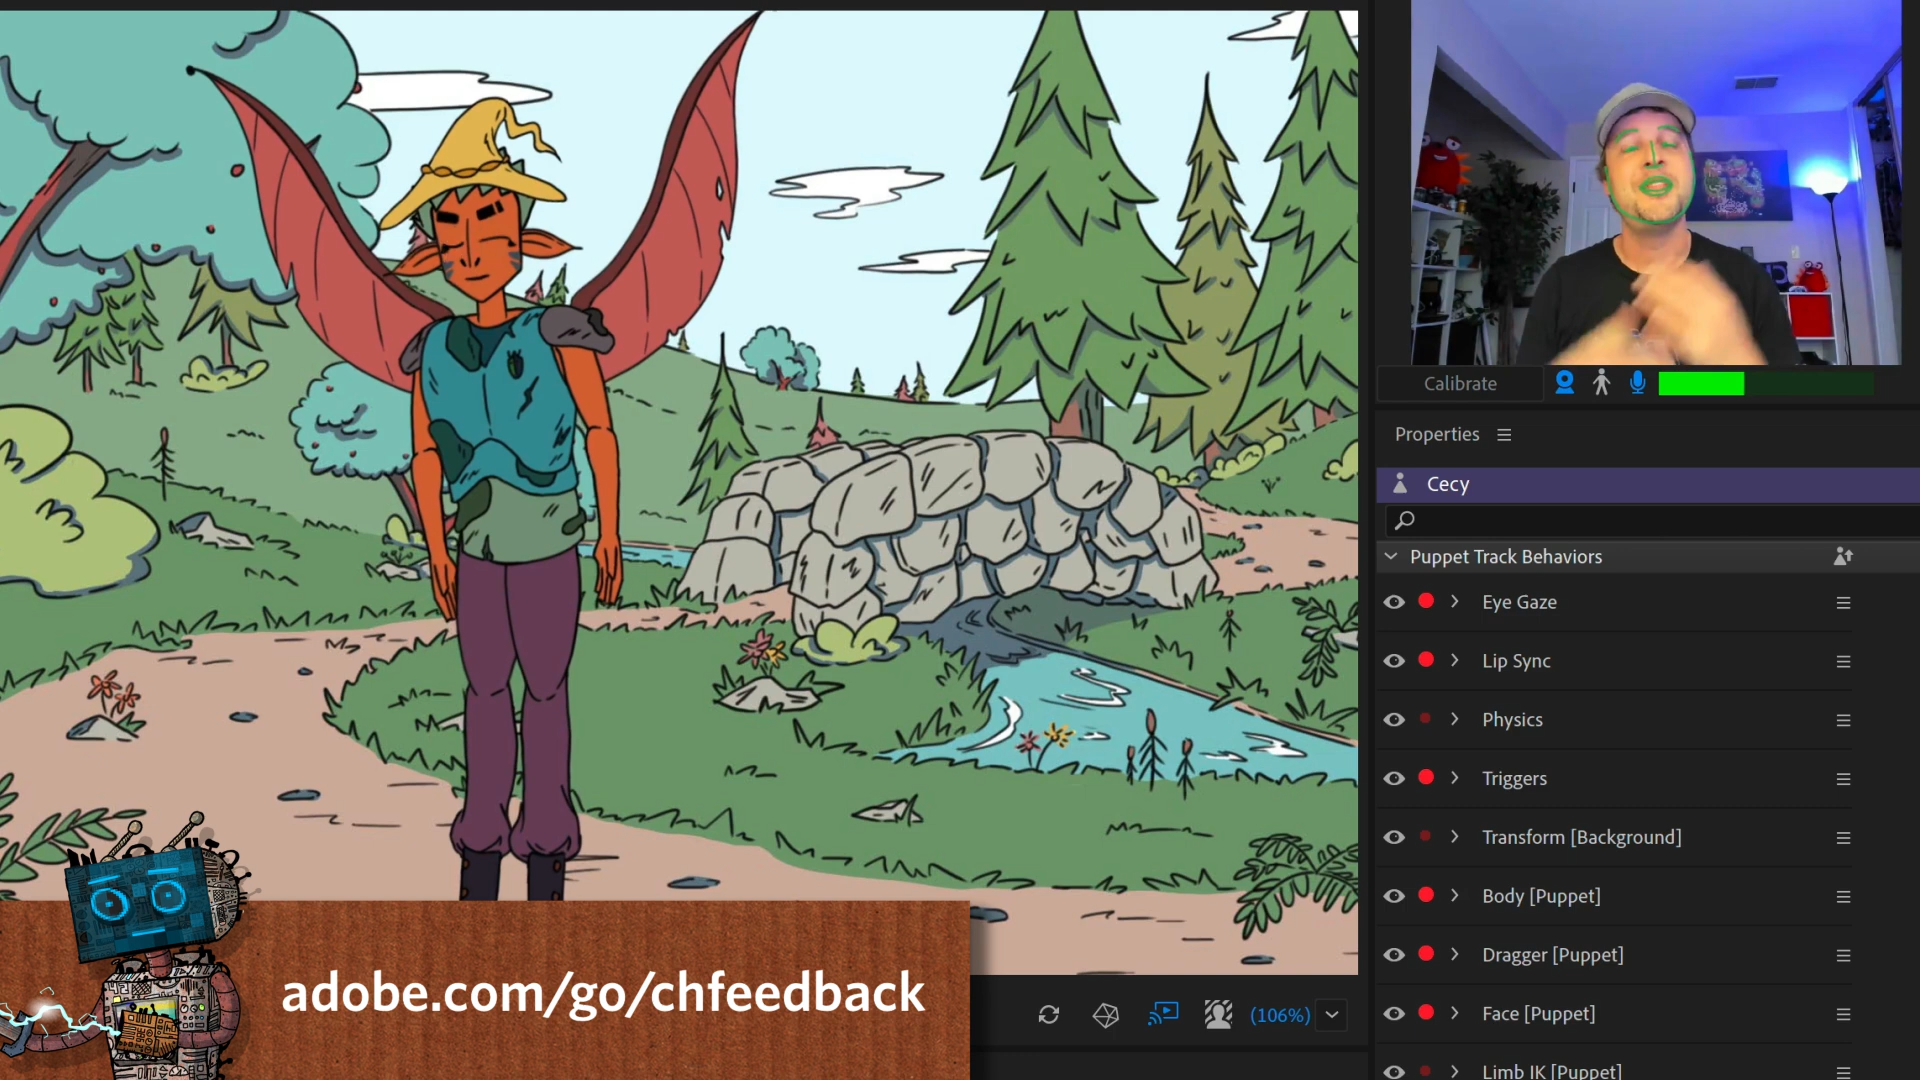 Calibrate
Properties
Cecy
Puppet Track Behaviors
Eye Gaze
Lip Sync
Physics
Triggers
Transform [Background]
Body [Puppet]
Dragger [Puppet]
Face [Puppet]
Limb IK [Puppet]
adobe.com/go/chfeedback
(106%)